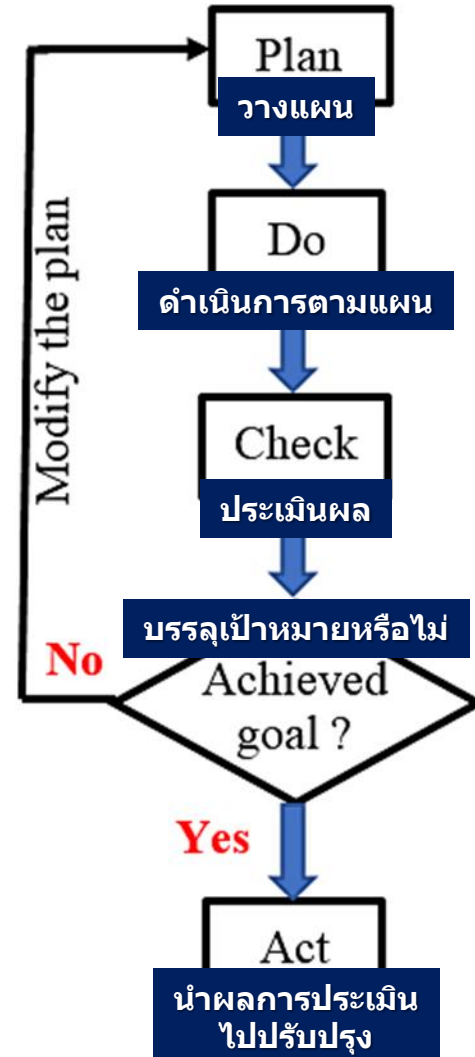 Plan
วางแผน
Do
ดำเนินการตามแผน
Modify the plan
Check
ประเมินผล
บรรลุเป้าหมายหรือไม่
No
Achieved
goal ?
Yes
Act
นำผลการประเมิน
ไปปรับปรุง